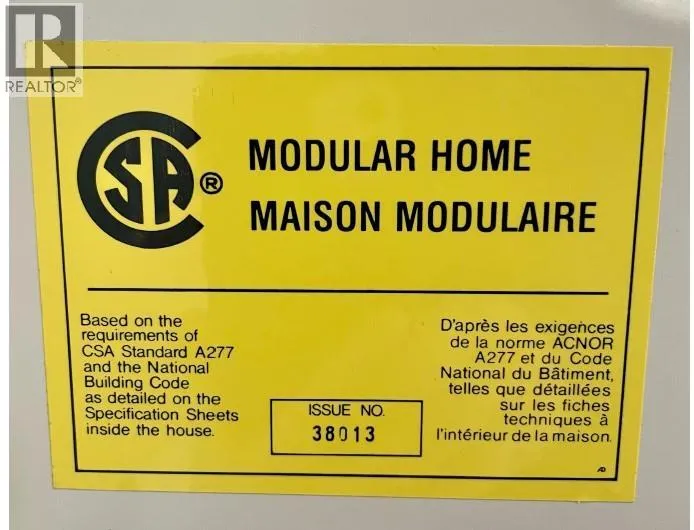 REALTOR®
CSA®
MODULAR HOME
MAISON MODULAIRE
Based on the
requirements of
CSA Standard A277
and the National
Building Code
as detailed on the
Specification Sheets
inside the house.
ISSUE NO.
38013
D'après les exigences
de la norme ACNOR
A277 et du Code
National du Bâtiment,
telles que détaillées
sur les fiches
techniques à
l'intérieur de la maison.